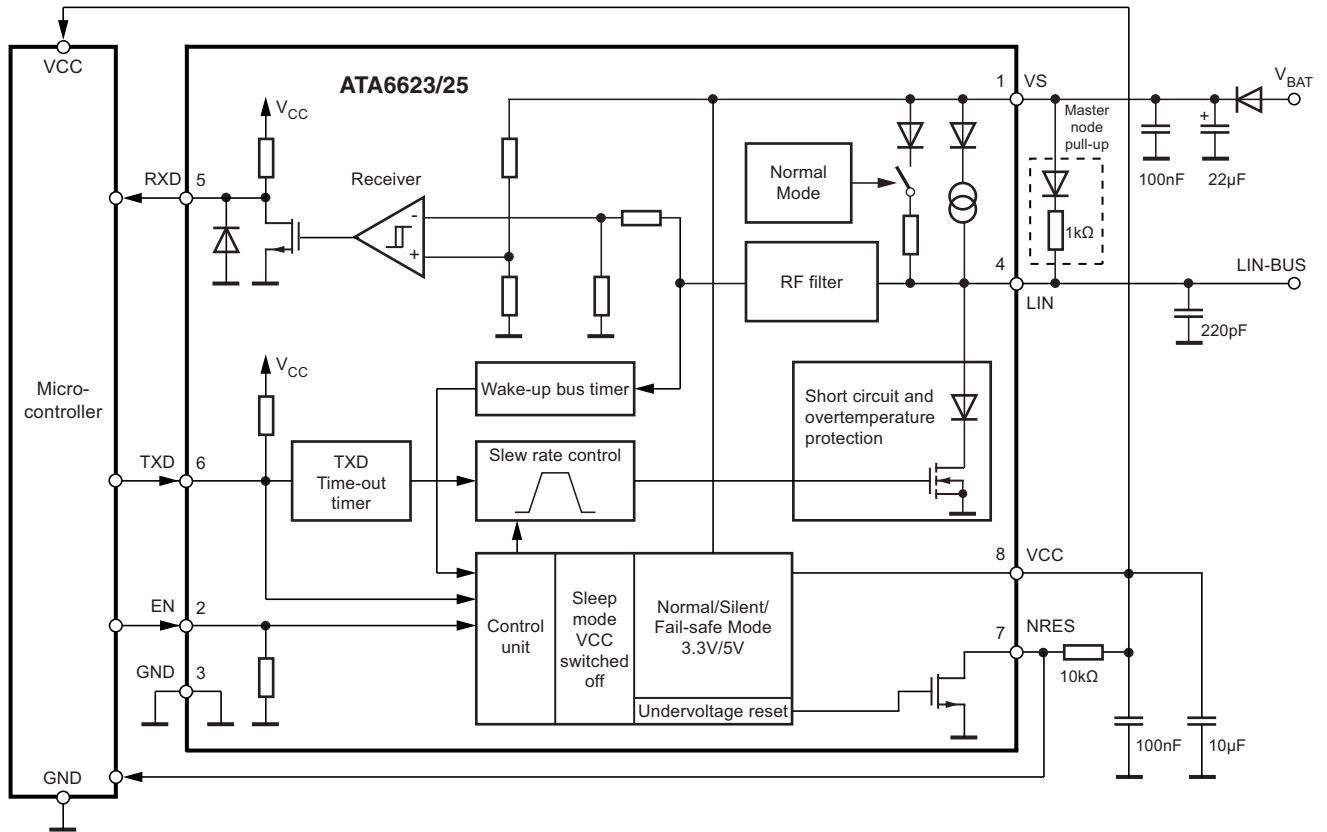 VCC
ATA6623/25
1
VS
V_BAT
Master
node
pull-up
+
100nF
22µF
V_CC
RXD
5
Receiver
-
+
Normal
Mode
1kΩ
4
LIN
LIN-BUS
RF filter
220pF
V_CC
Micro-
controller
Wake-up bus timer
Short circuit and
overtemperature
protection
TXD
6
TXD
Time-out
timer
Slew rate control
8
VCC
EN
2
Control
unit
Sleep
mode
VCC
switched
off
Normal/Silent/
Fail-safe Mode
3.3V/5V
7
NRES
10kΩ
GND
3
Undervoltage reset
100nF
10µF
GND